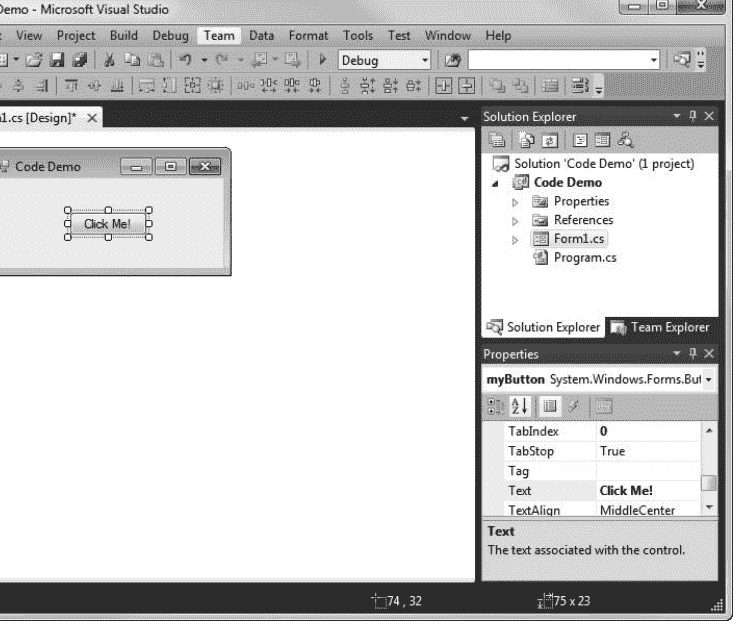 Demo - Microsoft Visual Studio
View Project Build Debug Team Data Format Tools Test Window Help
Debug
1.cs [Design]*
Solution Explorer
Code Demo
Click Me!
Solution 'Code Demo' (1 project)
Code Demo
Properties
References
Form1.cs
Program.cs
Solution Explorer Team Explorer
Properties
myButton System.Windows.Forms.But
A
Z
TabIndex 0
TabStop True
Tag
Text Click Me!
TextAlign MiddleCenter
Text
The text associated with the control.
74 , 32 75 x 23